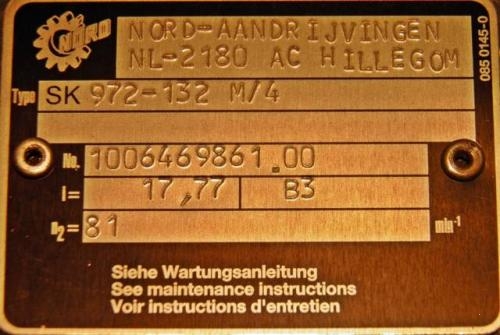 NORD
NORD-AANDRIJVINGEN
NL-2180 AC HILLEGOM
085 0145-0
Type SK 972-132 M/4
No. 1006469861.00
i= 17,77 B3
n₂= 81 min⁻¹
Siehe Wartungsanleitung
See maintenance instructions
Voir instructions d'entretien